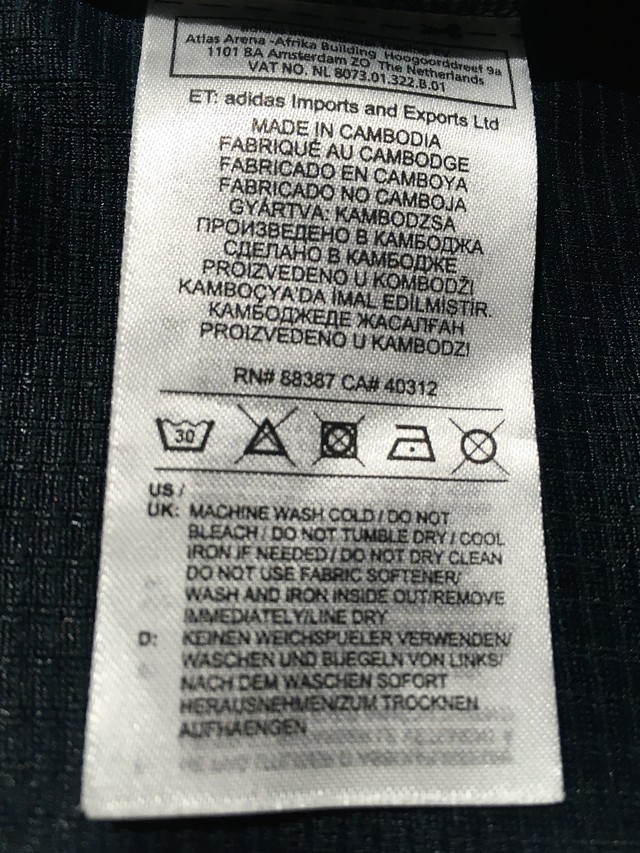 Atlas Arena -Afrika Building Hoogoorddreef 9a
1101 BA Amsterdam ZO The Netherlands
VAT NO. NL 8073.01.322.B.01
ET: adidas Imports and Exports Ltd
MADE IN CAMBODIA
FABRIQUÉ AU CAMBODGE
FABRICADO EN CAMBOYA
FABRICADO NO CAMBOJA
GYÁRTVA: KAMBODZSA
ПРОИЗВЕДЕНО В КАМБОДЖА
СДЕЛАНО В КАМБОДЖЕ
PROIZVEDENO U KOMBODŽI
KAMBOÇYA'DA İMAL EDİLMİSTİR.
КАМБОДЖЕДЕ ЖАСАЛҒАН
PROIZVEDENO U KAMBODZI
RN# 88387 CA# 40312
30
US /
UK: MACHINE WASH COLD / DO NOT
BLEACH / DO NOT TUMBLE DRY / COOL
IRON IF NEEDED / DO NOT DRY CLEAN
DO NOT USE FABRIC SOFTENER/
WASH AND IRON INSIDE OUT/REMOVE
IMMEDIATELY/LINE DRY
D: KEINEN WEICHSPUELER VERWENDEN/
WASCHEN UND BUEGELN VON LINKS/
NACH DEM WASCHEN SOFORT
HERAUSNEHMEN/ZUM TROCKNEN
AUFHAENGEN